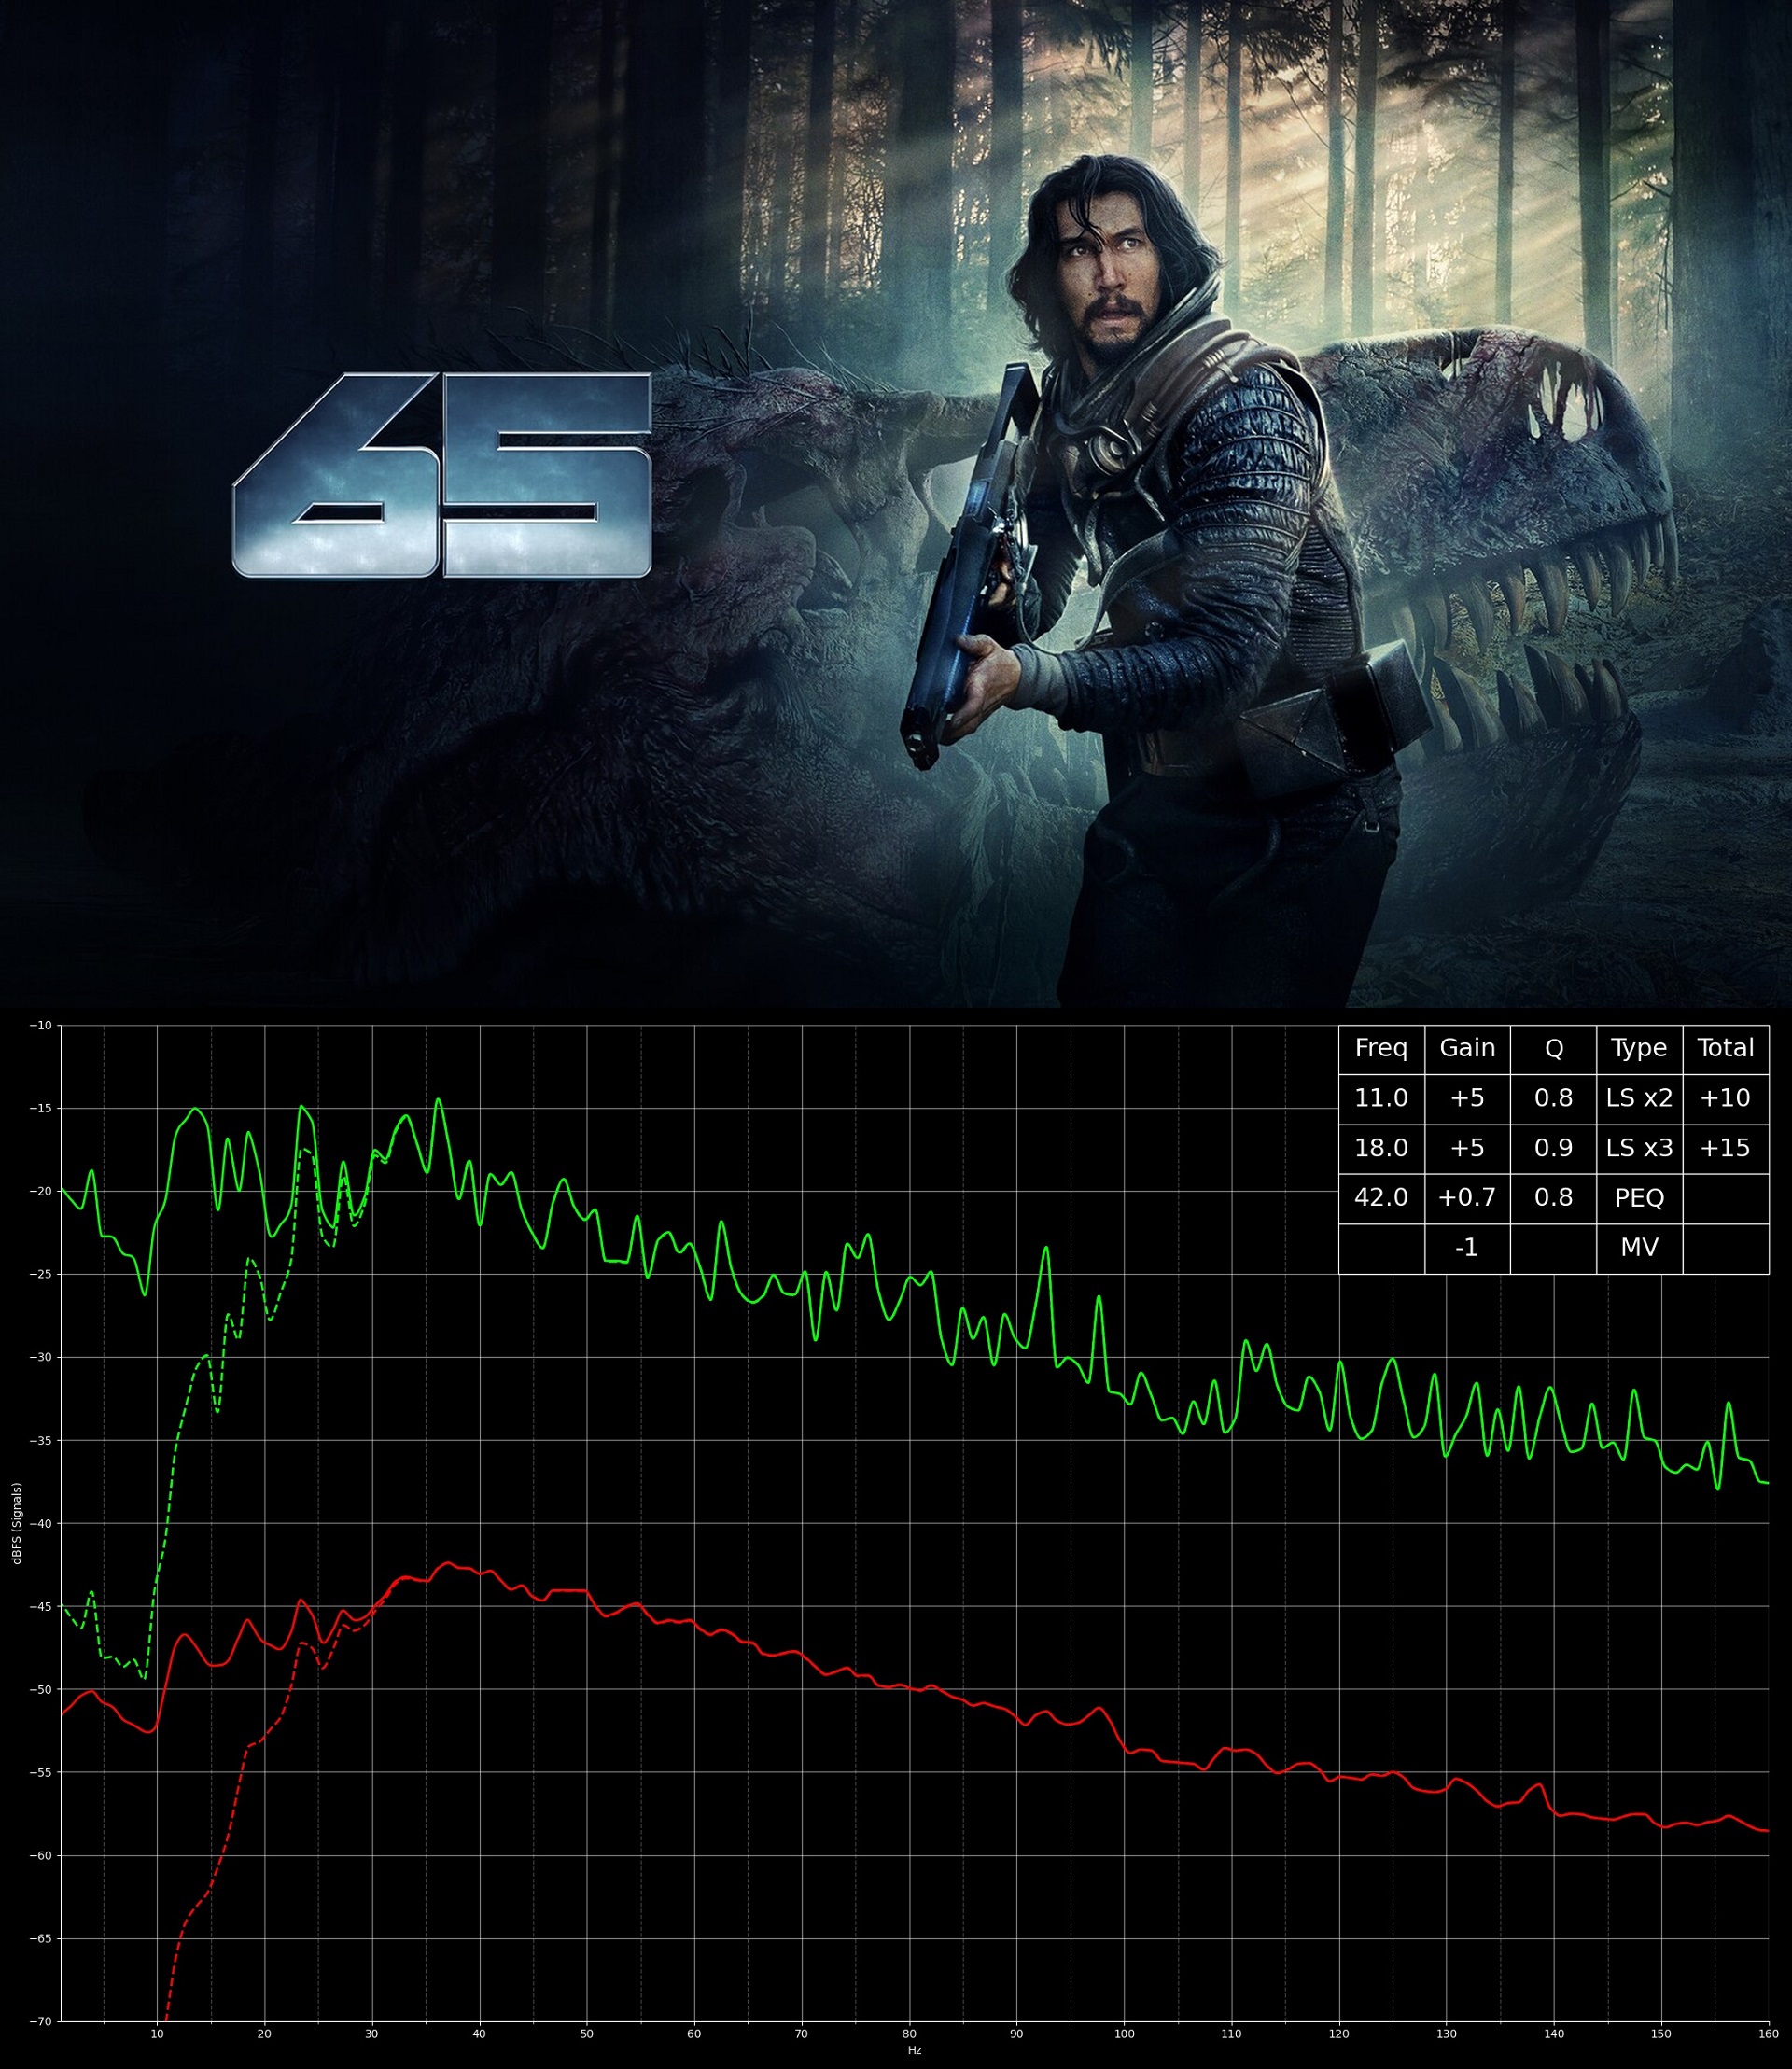 65
Freq Gain Q Type Total
11.0 +5 0.8 LS x2 +10
18.0 +5 0.9 LS x3 +15
42.0 +0.7 0.8 PEQ
-1 MV
−10
−15
−20
−25
−30
−35
−40
−45
−50
−55
−60
−65
−70
dBFS (Signals)
10 20 30 40 50 60 70 80 90 100 110 120 130 140 150 160
Hz